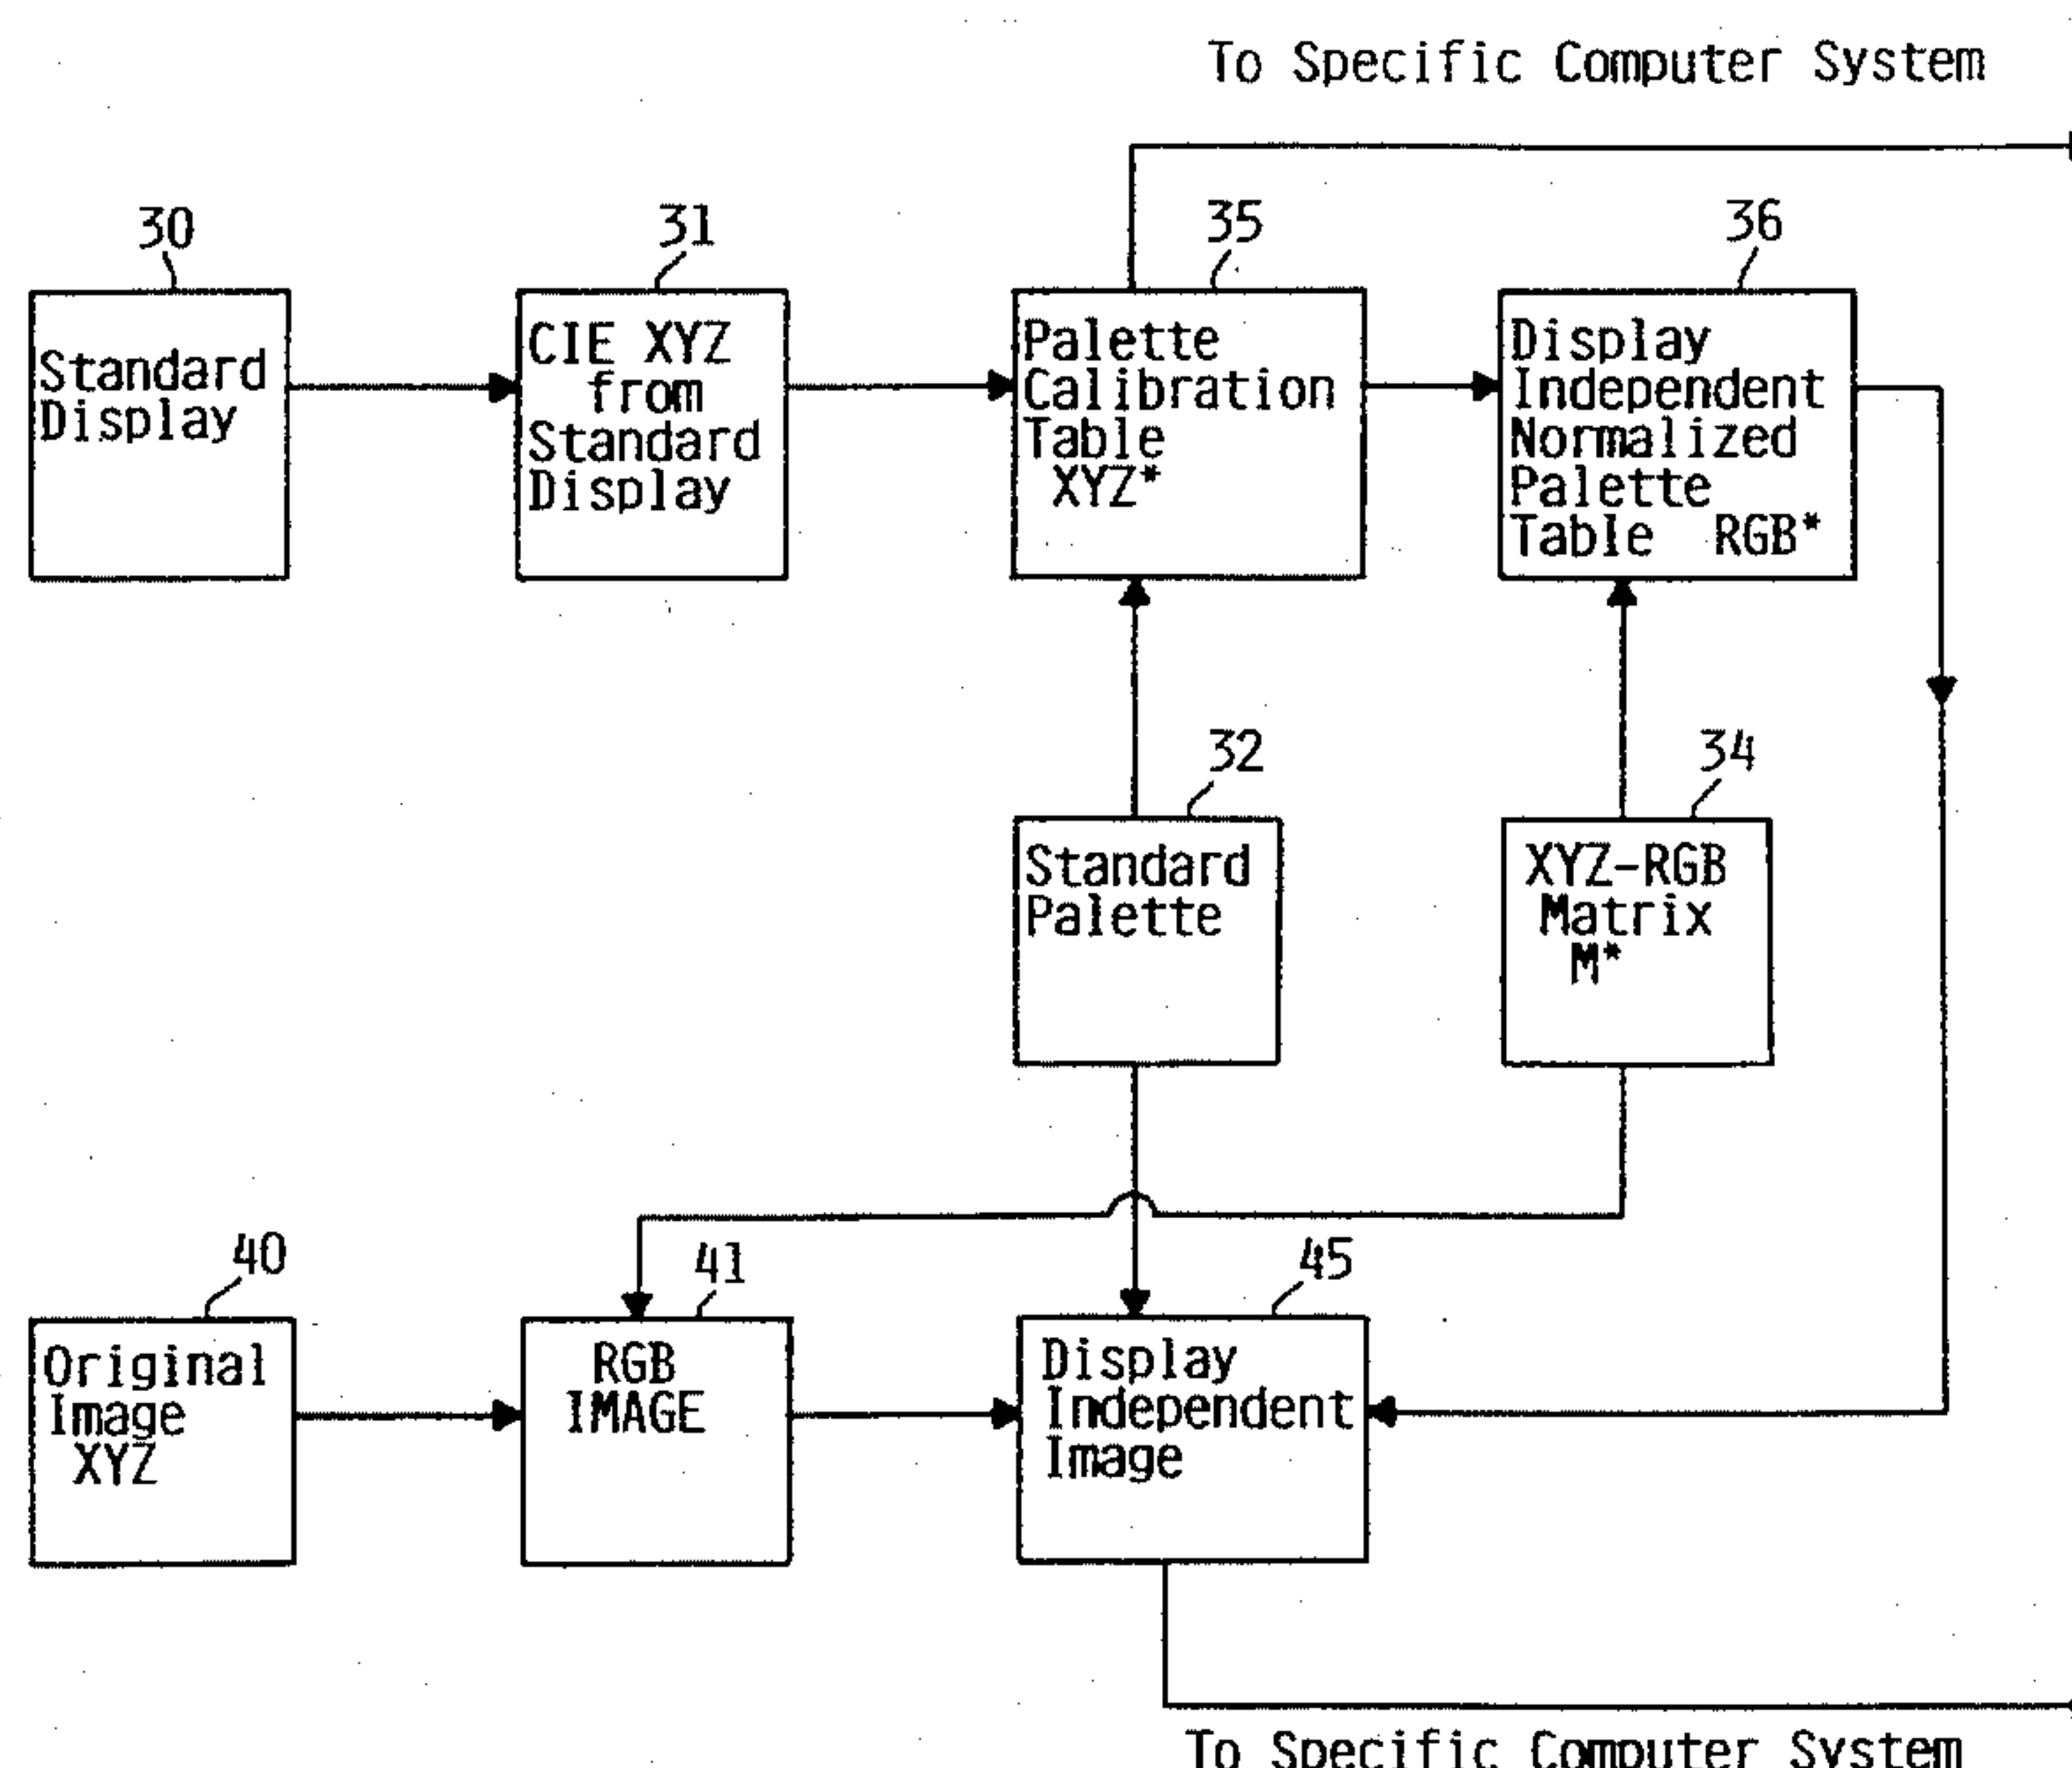 To Specific Computer System
30
31
35
36
Standard
Display
CIE XYZ
from
Standard
Display
Palette
Calibration
Table
XYZ*
Display
Independent
Normalized
Palette
Table RGB*
32
34
Standard
Palette
XYZ-RGB
Matrix
M*
40
41
45
Original
Image
XYZ
RGB
IMAGE
Display
Independent
Image
To Specific Computer System